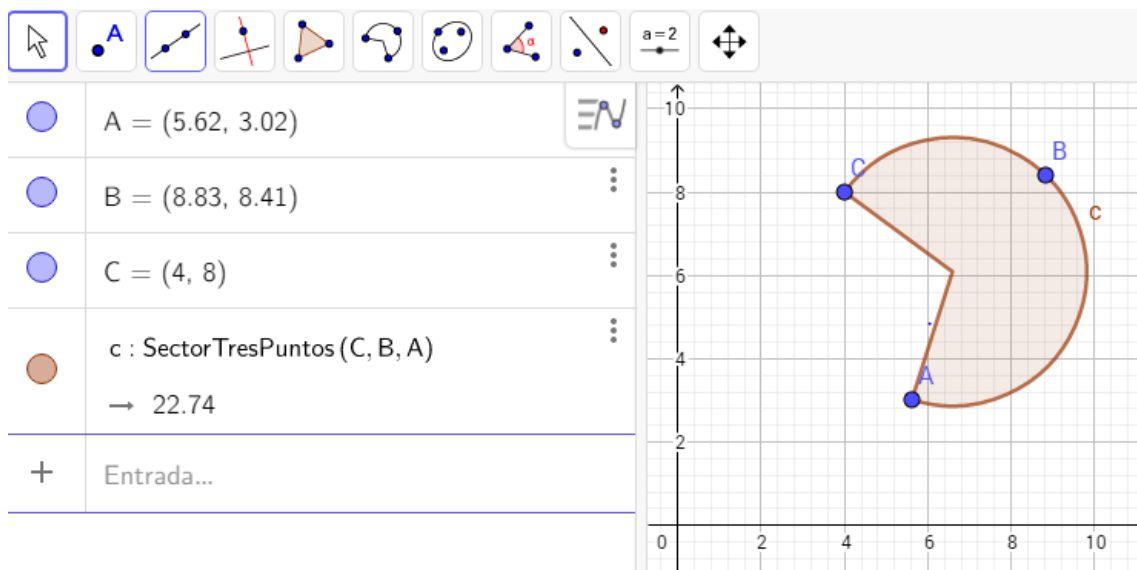 A
α
a=2
A = (5.62, 3.02)
B = (8.83, 8.41)
C = (4, 8)
c : SectorTresPuntos (C, B, A)
→ 22.74
+ Entrada...
10
8
6
4
2
0 2 4 6 8 10
C
B
c
A